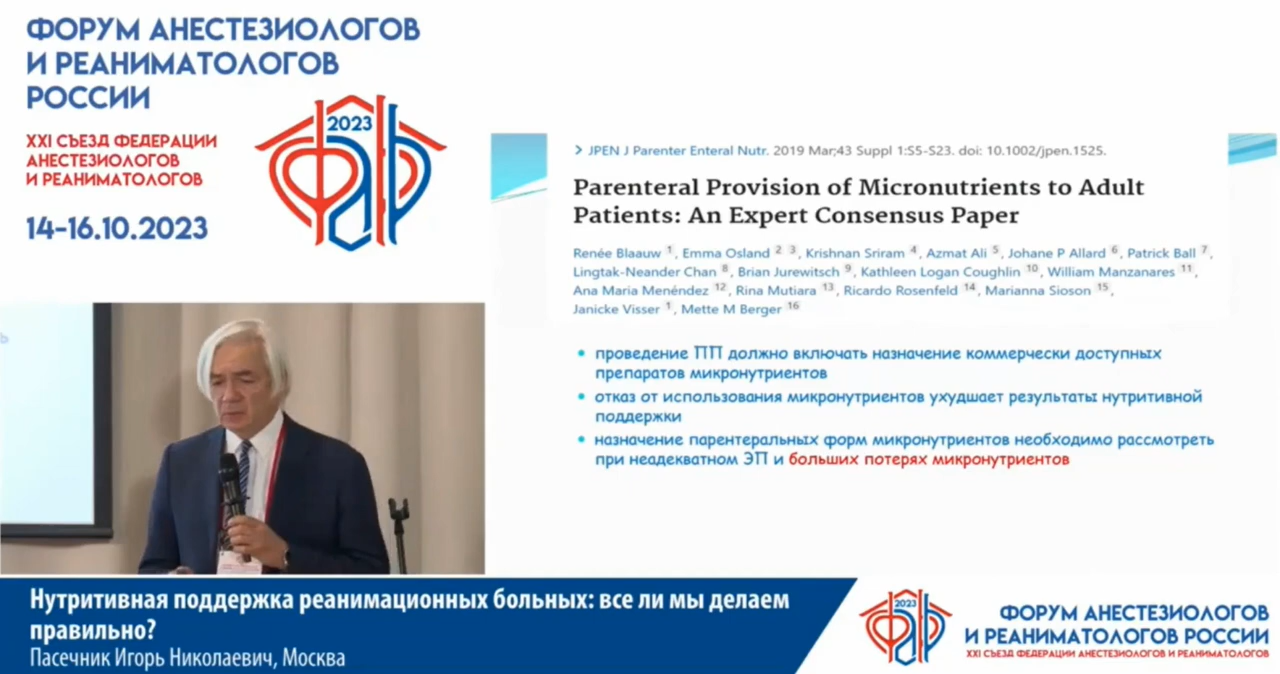 ФОРУМ АНЕСТЕЗИОЛОГОВ
И РЕАНИМАТОЛОГОВ
РОССИИ
XXI СЪЕЗД ФЕДЕРАЦИИ
АНЕСТЕЗИОЛОГОВ
И РЕАНИМАТОЛОГОВ
14-16.10.2023
2023
ФАР
> JPEN J Parenter Enteral Nutr. 2019 Mar;43 Suppl 1:S5-S23. doi: 10.1002/jpen.1525.
Parenteral Provision of Micronutrients to Adult
Patients: An Expert Consensus Paper
Renée Blaauw 1, Emma Osland 2 3, Krishnan Sriram 4, Azmat Ali 5, Johane P Allard 6, Patrick Ball 7,
Lingtak-Neander Chan 8, Brian Jurewitsch 9, Kathleen Logan Coughlin 10, William Manzanares 11,
Ana Maria Menéndez 12, Rina Mutiara 13, Ricardo Rosenfeld 14, Marianna Sioson 15,
Janicke Visser 1, Mette M Berger 16
• проведение ПП должно включать назначение коммерчески доступных
препаратов микронутриентов
• отказ от использования микронутриентов ухудшает результаты нутритивной
поддержки
• назначение парентеральных форм микронутриентов необходимо рассмотреть
при неадекватном ЭП и больших потерях микронутриентов
Нутритивная поддержка реанимационных больных: все ли мы делаем
правильно?
Пасечник Игорь Николаевич, Москва
2023
ФАР
ФОРУМ АНЕСТЕЗИОЛОГОВ
И РЕАНИМАТОЛОГОВ РОССИИ
XXI СЪЕЗД ФЕДЕРАЦИИ АНЕСТЕЗИОЛОГОВ И РЕАНИМАТОЛОГОВ